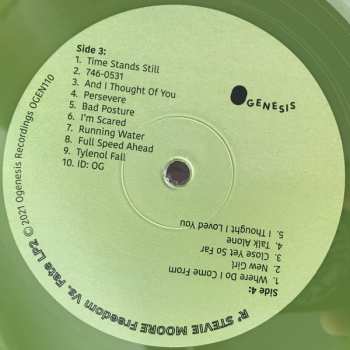 Side 3:
1. Time Stands Still
2. 746-0531
3. And I Thought Of You
4. Persevere
5. Bad Posture
6. I'm Scared
7. Running Water
8. Full Speed Ahead
9. Tylenol Fall
10. ID: OG
OGENESIS
Side 4:
1. Where Do I Come From
2. New Girl
3. Close Yet So Far
4. Talk Alone
5. I Thought I Loved You
R' STEVIE MOORE Freedom Vs. Fate LP2 © 2021 Ogenesis Recordings OGEN110